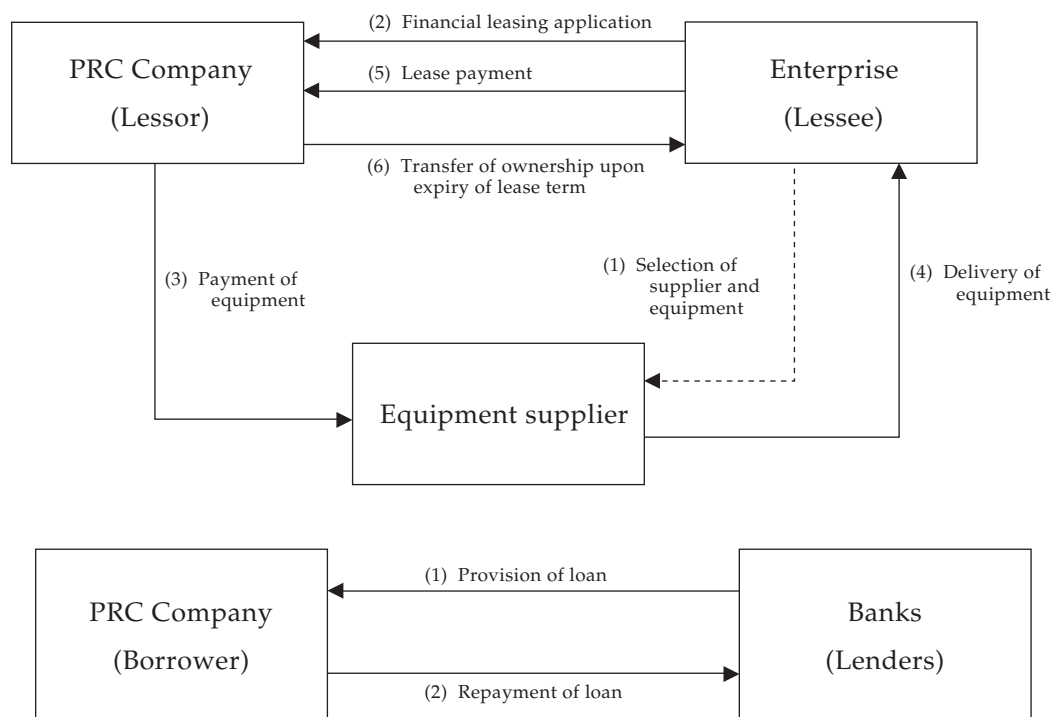 (2) Financial leasing application
PRC Company
(Lessor)
(5) Lease payment
Enterprise
(Lessee)
(6) Transfer of ownership upon
expiry of lease term
(3) Payment of
equipment
(1) Selection of
supplier and
equipment
(4) Delivery of
equipment
Equipment supplier
(1) Provision of loan
PRC Company
(Borrower)
Banks
(Lenders)
(2) Repayment of loan